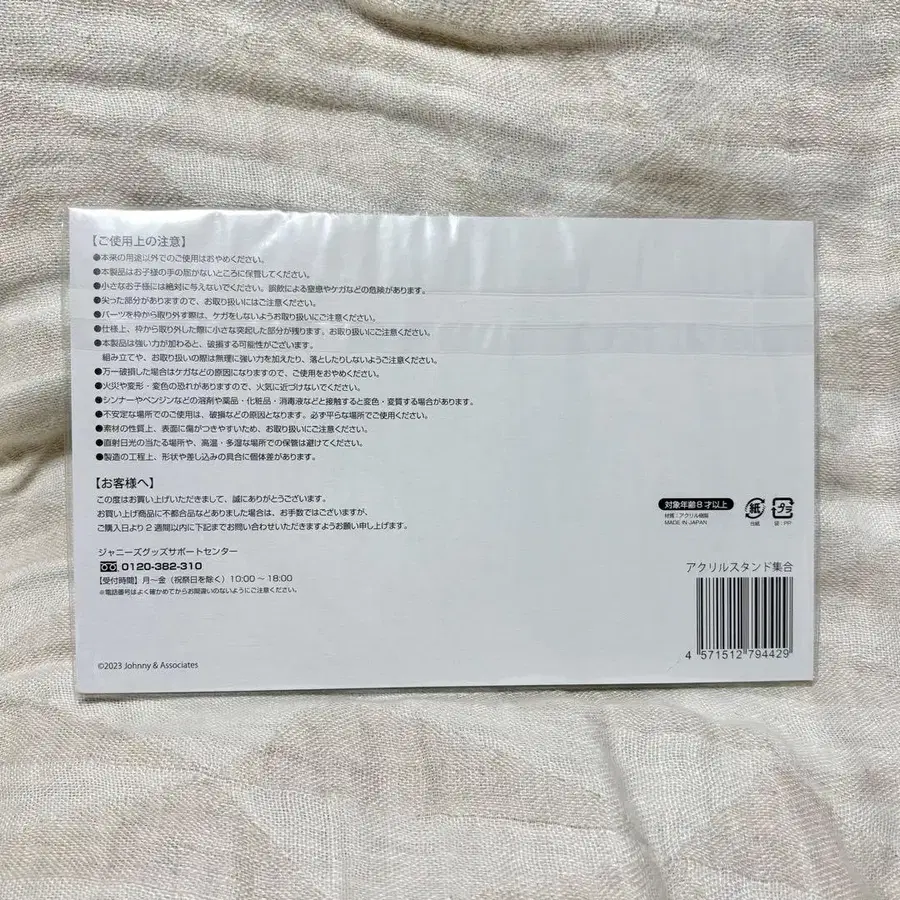 【ご使用上の注意】
●本来の用途以外でのご使用はおやめください。
●本製品はお子様の手の届かないところに保管してください。
●小さなお子様には絶対に与えないでください。誤飲による窒息やケガなどの危険があります。
●尖った部分がありますので、お取り扱いにはご注意ください。
●パーツを枠から取り外す際は、ケガをしないようお取り扱いにご注意ください。
●仕様上、枠から取り外した際に小さな突起した部分が残ります。お取り扱いにご注意ください。
●本製品は強い力が加わると、破損する可能性がございます。
組み立てや、お取り扱いの際は無理に強い力を加えたり、落としたりしないようご注意ください。
●万一破損した場合はケガなどの原因になりますので、ご使用をおやめください。
●火災や変形・変色の恐れがありますので、火気に近づけないでください。
●シンナーやベンジンなどの溶剤や薬品・化粧品・消毒液などと接触すると変色・変質する場合があります。
●不安定な場所でのご使用は、破損などの原因となります。必ず平らな場所でご使用ください。
●素材の性質上、表面に傷がつきやすいため、お取り扱いにご注意ください。
●直射日光の当たる場所や、高温・多湿な場所での保管は避けてください。
●製造の工程上、形状や差し込みの具合に個体差があります。
【お客様へ】
この度はお買い上げいただきまして、誠にありがとうございます。
お買い上げ商品に不都合品などありました場合は、お手数ではございますが、
ご購入日より2週間以内に下記までお問い合わせいただきますようお願い申し上げます。
ジャニーズグッズサポートセンター
0120-382-310
【受付時間】月～金（祝祭日を除く）10:00～18:00
※電話番号はよく確かめてからお間違いのないようにご注意ください。
©2023 Johnny & Associates
対象年齢8才以上
材質：アクリル樹脂
MADE IN JAPAN
紙
台紙
プラ
袋：PP
アクリルスタンド集合
4 571512 794429